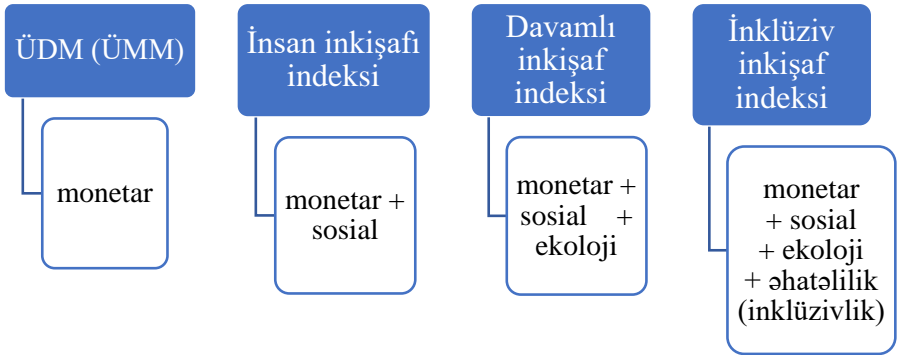 ÜDM (ÜMM)
monetar
İnsan inkişafı
indeksi
monetar +
sosial
Davamlı
inkişaf
indeksi
monetar +
sosial +
ekoloji
İnklüziv
inkişaf
indeksi
monetar
+ sosial
+ ekoloji
+ əhatəlilik
(inklüzivlik)